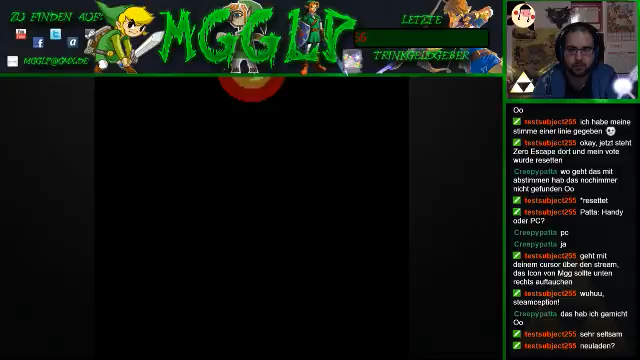 ZU FINDEN AUF:
MGGLP@GMX.DE
MGGLP
LETZTE
TRINKGELDGEBER
Oo
testsubject255 ich habe meine
stimme einer linie gegeben
testsubject255 okay, jetzt steht
Zero Escape dort und mein vote
wurde resetten
Creepypatta wo geht das mit
abstimmen hab das nochimmer
nicht gefunden Oo
testsubject255 *resettet
testsubject255 Patta: Handy
oder PC?
Creepypatta pc
Creepypatta ja
testsubject255 geht mit
deinem cursor über den stream,
das Icon von Mgg sollte unten
rechts auftauchen
testsubject255 wuhuu,
steamception!
Creepypatta das hab ich garnicht
Oo
testsubject255 sehr seltsam
testsubject255 neuladen?